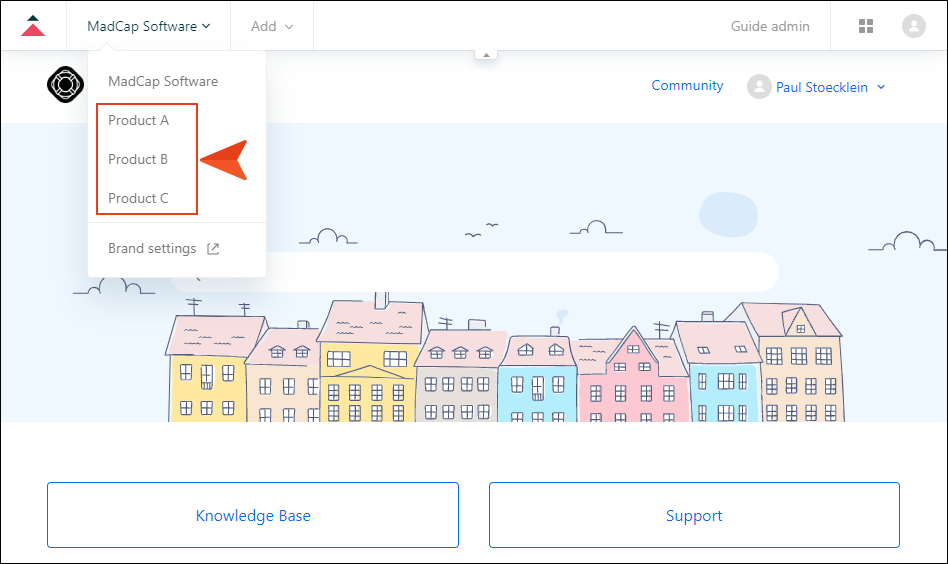 MadCap Software
Add
Guide admin
MadCap Software
Product A
Product B
Product C
Brand settings
Community
Paul Stoecklein
Knowledge Base
Support